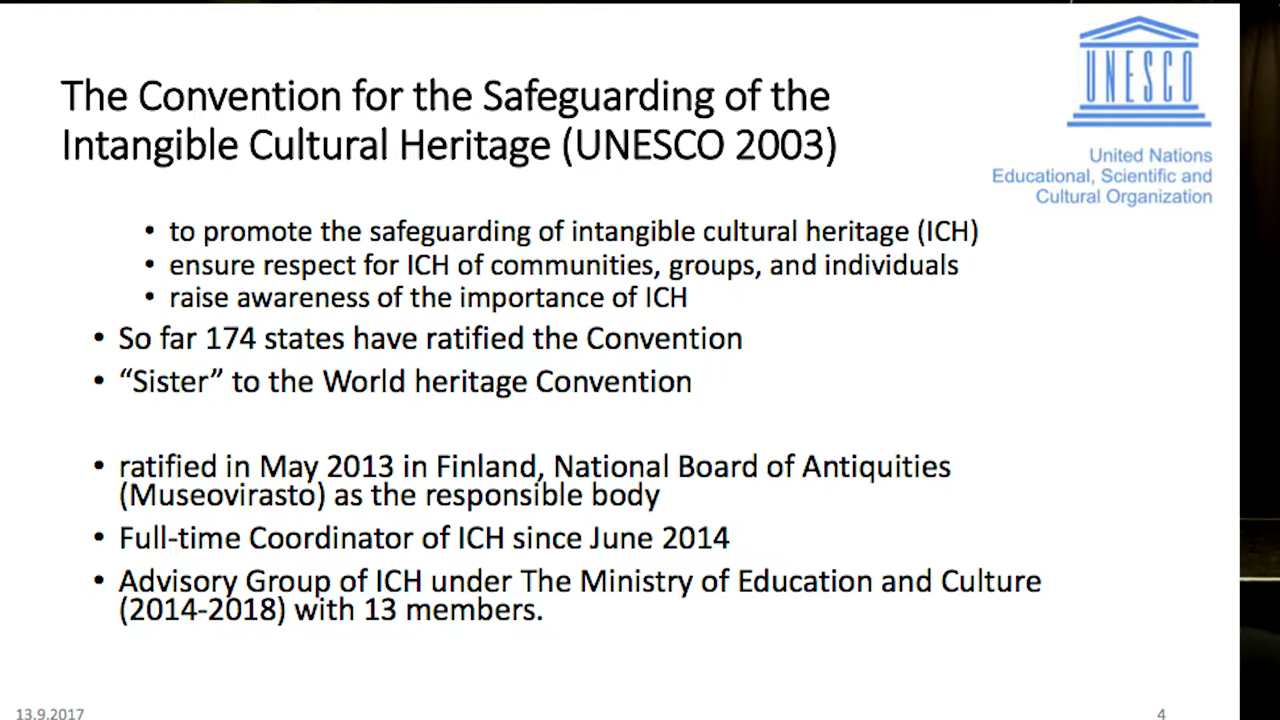 The Convention for the Safeguarding of the
Intangible Cultural Heritage (UNESCO 2003)
UNESCO
United Nations
Educational, Scientific and
Cultural Organization
• to promote the safeguarding of intangible cultural heritage (ICH)
• ensure respect for ICH of communities, groups, and individuals
• raise awareness of the importance of ICH
• So far 174 states have ratified the Convention
• “Sister” to the World heritage Convention
• ratified in May 2013 in Finland, National Board of Antiquities
(Museovirasto) as the responsible body
• Full-time Coordinator of ICH since June 2014
• Advisory Group of ICH under The Ministry of Education and Culture
(2014-2018) with 13 members.
13.9.2017
4